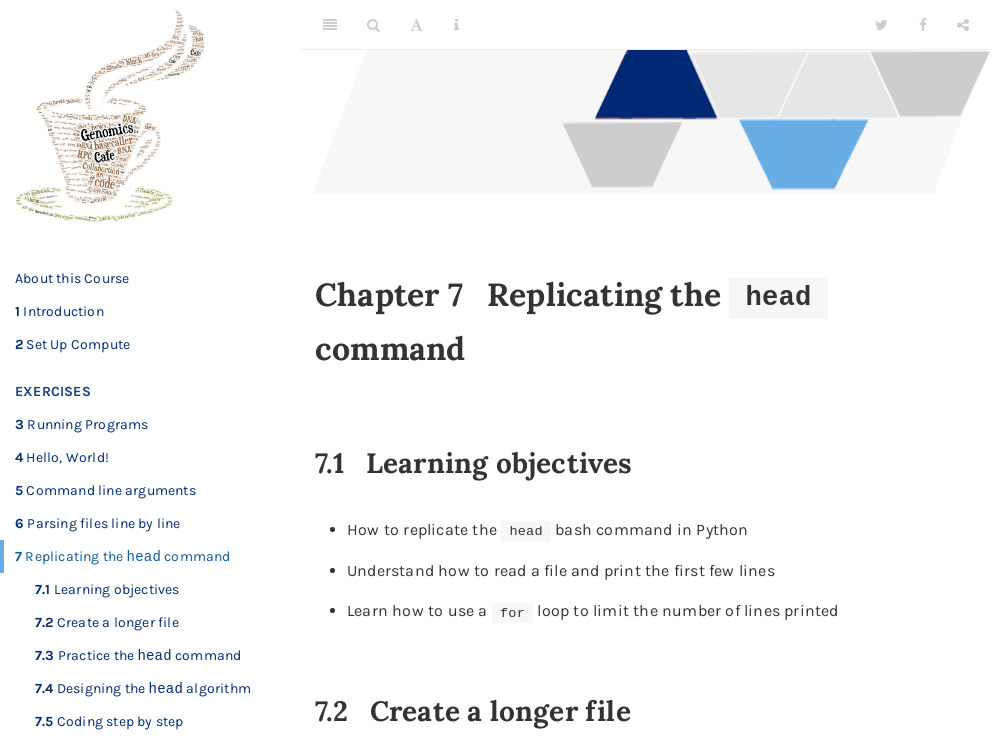 Genomics
Cafe
About this Course
1 Introduction
2 Set Up Compute
EXERCISES
3 Running Programs
4 Hello, World!
5 Command line arguments
6 Parsing files line by line
7 Replicating the head command
7.1 Learning objectives
7.2 Create a longer file
7.3 Practice the head command
7.4 Designing the head algorithm
7.5 Coding step by step
Chapter 7 Replicating the head
command
7.1 Learning objectives
• How to replicate the head bash command in Python
• Understand how to read a file and print the first few lines
• Learn how to use a for loop to limit the number of lines printed
7.2 Create a longer file